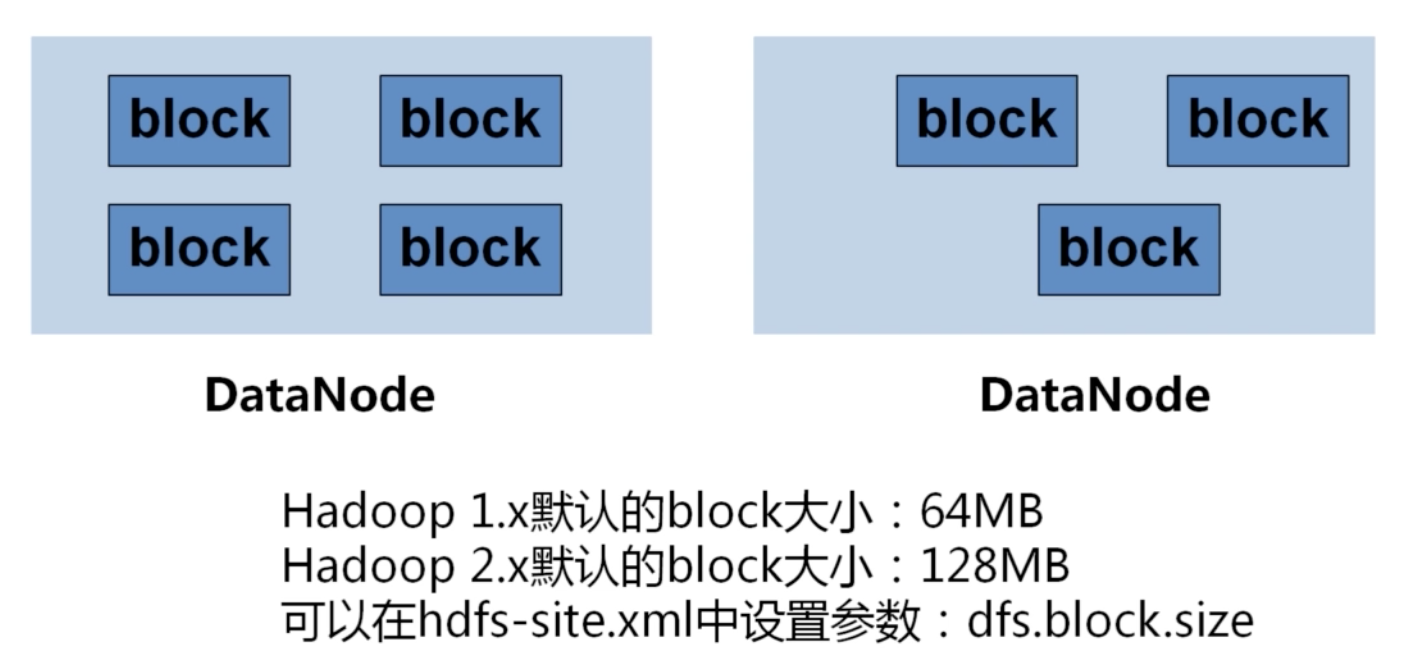 block block block block
block block block
DataNode DataNode
Hadoop 1.x默认的block大小：64MB
Hadoop 2.x默认的block大小：128MB
可以在hdfs-site.xml中设置参数：dfs.block.size